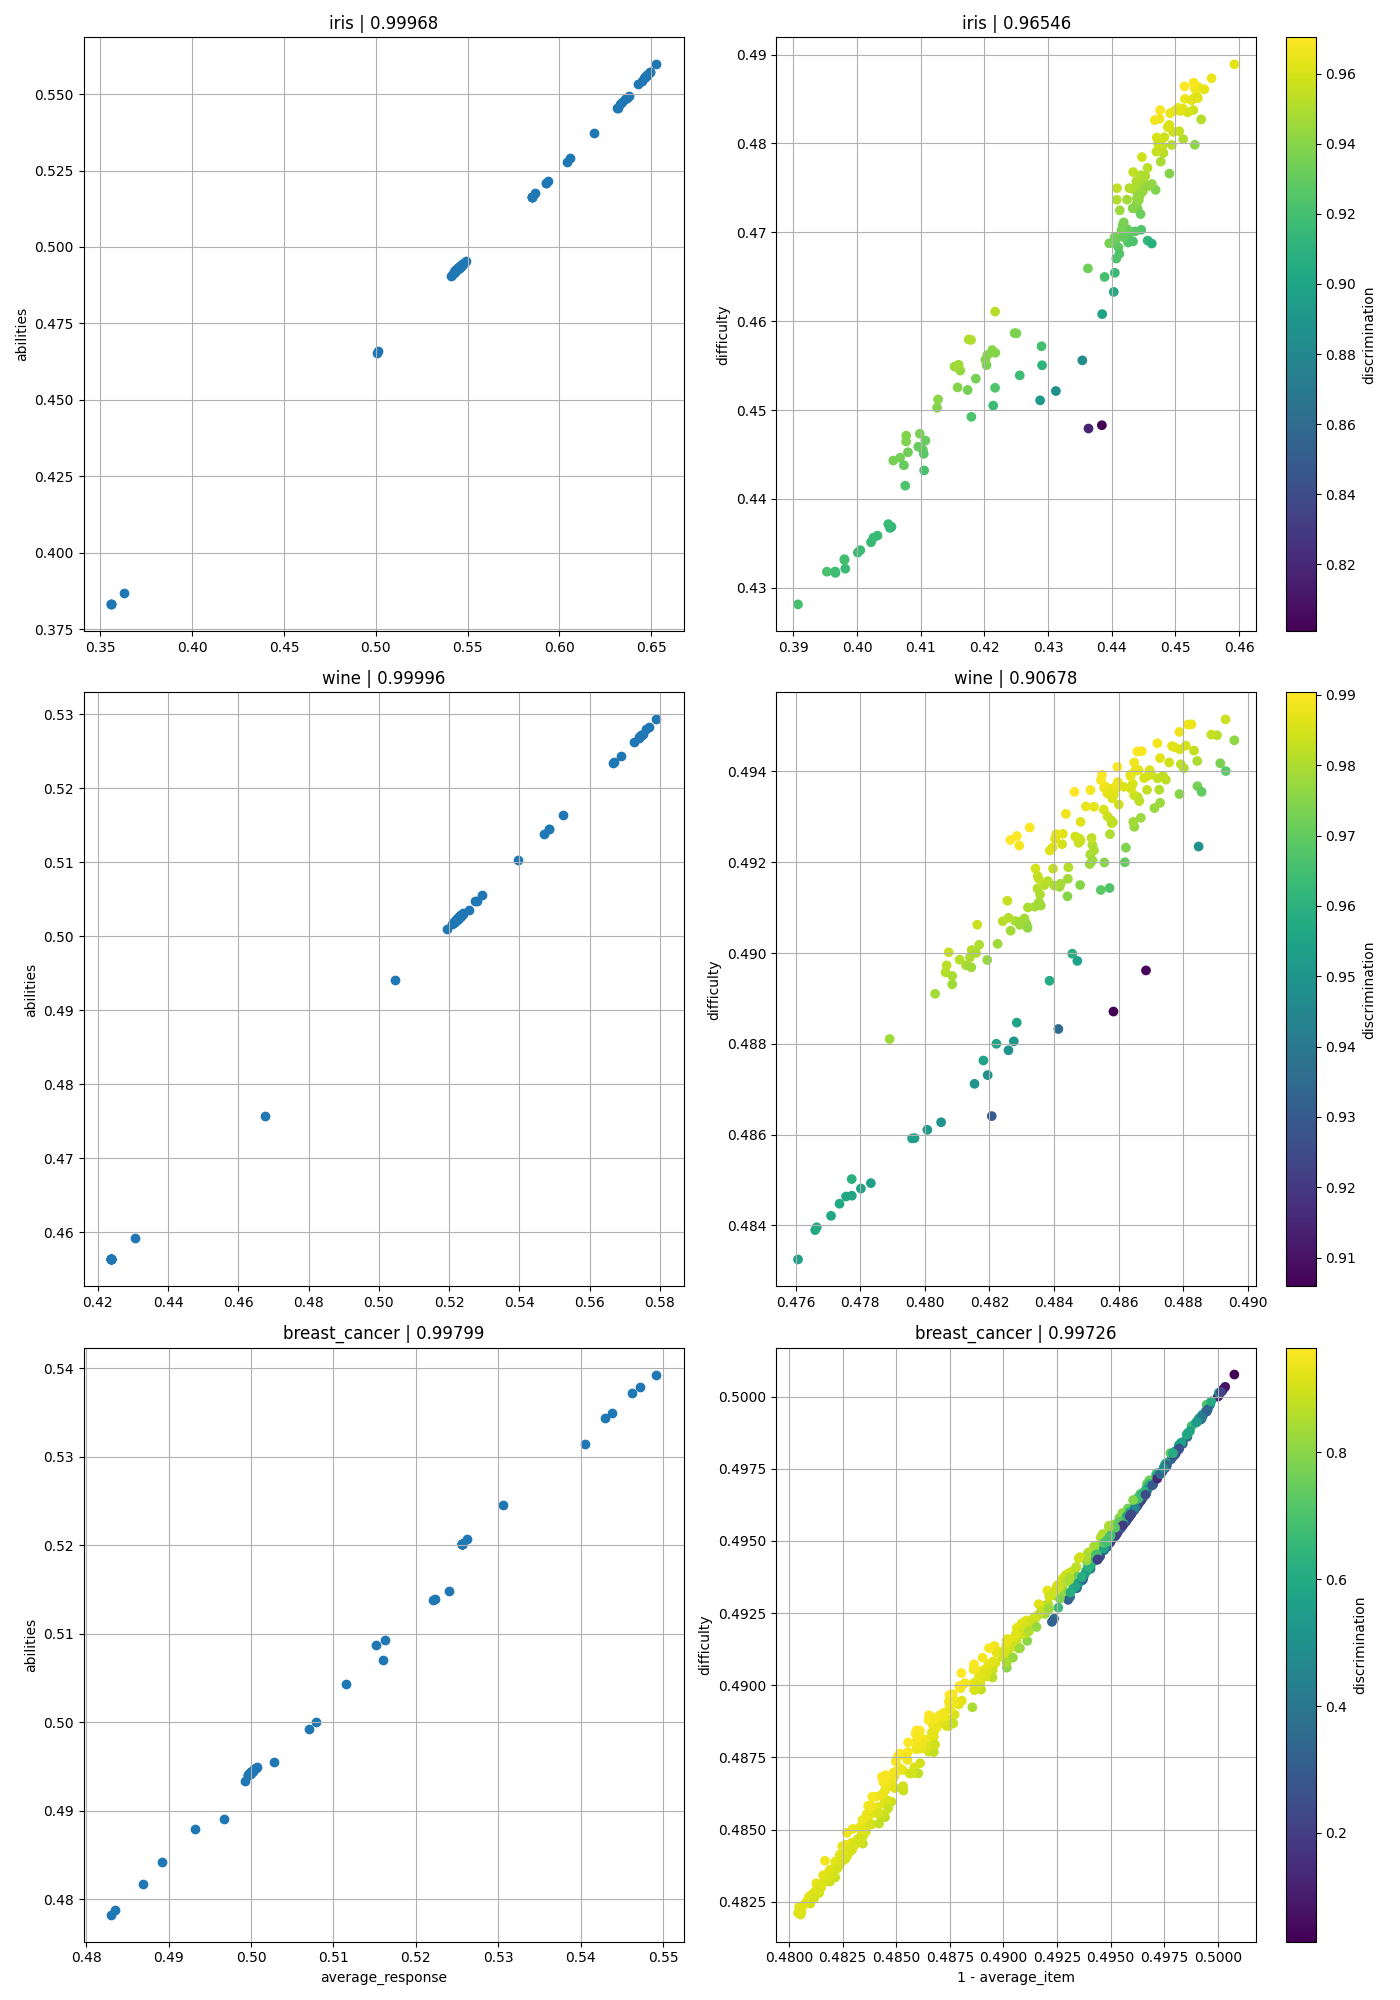 iris | 0.99968
abilities
0.550
0.525
0.500
0.475
0.450
0.425
0.400
0.375
0.35 0.40 0.45 0.50 0.55 0.60 0.65
iris | 0.96546
difficulty
0.49
0.48
0.47
0.46
0.45
0.44
0.43
0.39 0.40 0.41 0.42 0.43 0.44 0.45 0.46
discrimination
0.96
0.94
0.92
0.90
0.88
0.86
0.84
0.82
wine | 0.99996
abilities
0.53
0.52
0.51
0.50
0.49
0.48
0.47
0.46
0.42 0.44 0.46 0.48 0.50 0.52 0.54 0.56 0.58
wine | 0.90678
difficulty
0.494
0.492
0.490
0.488
0.486
0.484
0.476 0.478 0.480 0.482 0.484 0.486 0.488 0.490
discrimination
0.99
0.98
0.97
0.96
0.95
0.94
0.93
0.92
0.91
breast_cancer | 0.99799
abilities
0.54
0.53
0.52
0.51
0.50
0.49
0.48
0.48 0.49 0.50 0.51 0.52 0.53 0.54 0.55
average_response
breast_cancer | 0.99726
difficulty
0.5000
0.4975
0.4950
0.4925
0.4900
0.4875
0.4850
0.4825
0.4800 0.4825 0.4850 0.4875 0.4900 0.4925 0.4950 0.4975 0.5000
1 - average_item
discrimination
0.8
0.6
0.4
0.2